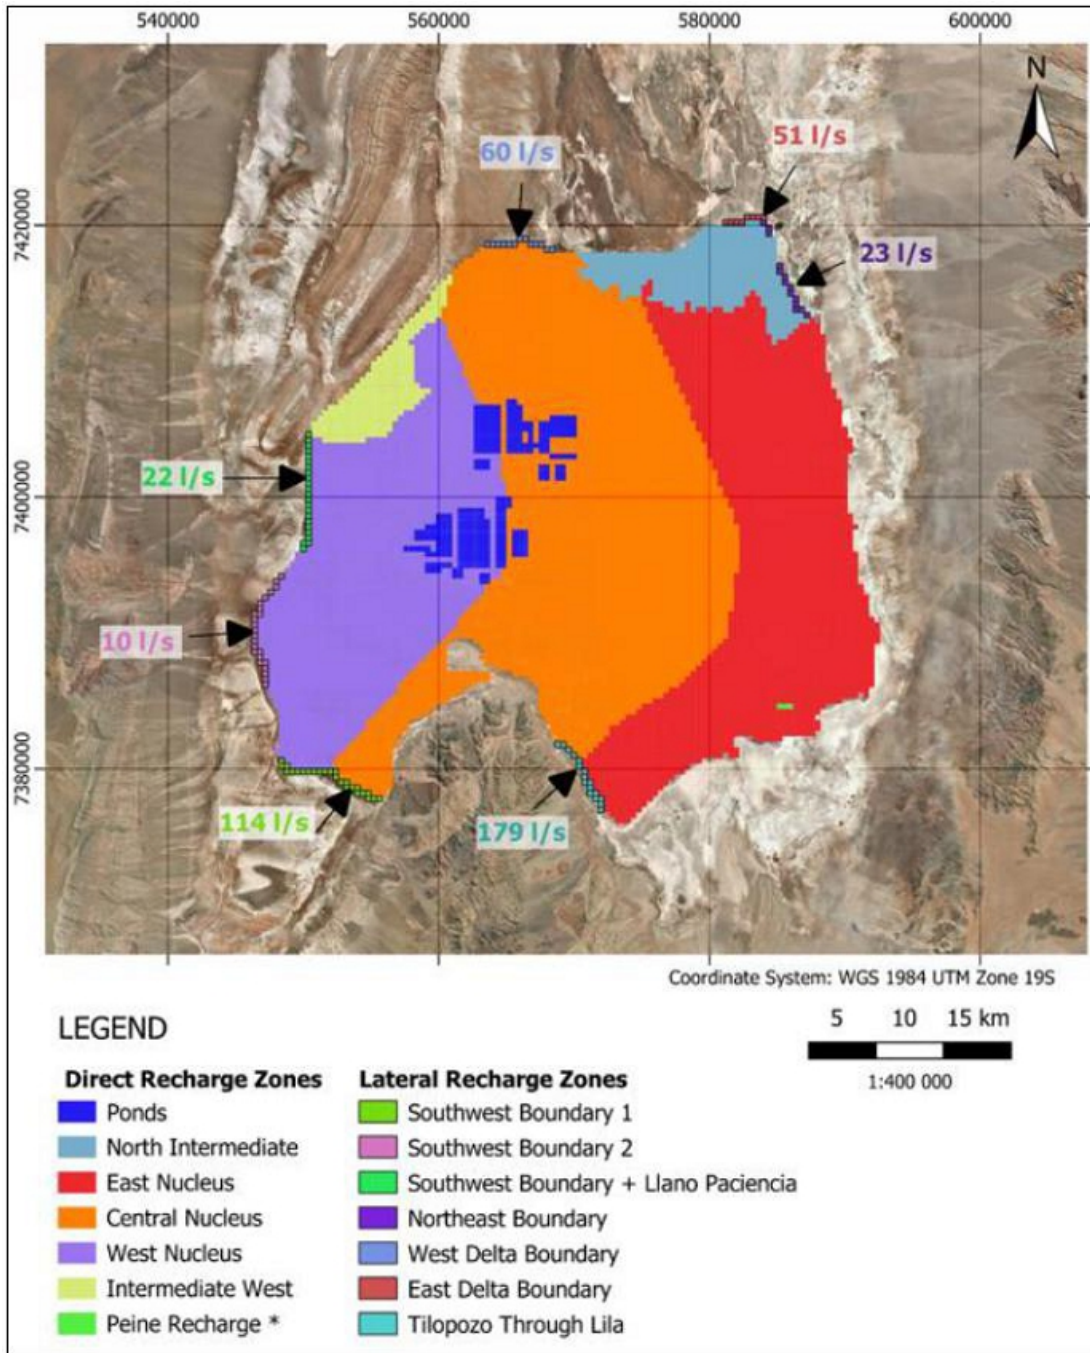 540000 560000 580000 600000
N
51 l/s
60 l/s
7420000
23 l/s
22 l/s
7400000
10 l/s
7380000
114 l/s
179 l/s
Coordinate System: WGS 1984 UTM Zone 19S
LEGEND
5 10 15 km
1:400 000
Direct Recharge Zones
Ponds
North Intermediate
East Nucleus
Central Nucleus
West Nucleus
Intermediate West
Peine Recharge *
Lateral Recharge Zones
Southwest Boundary 1
Southwest Boundary 2
Southwest Boundary + Llano Paciencia
Northeast Boundary
West Delta Boundary
East Delta Boundary
Tilopozo Through Lila